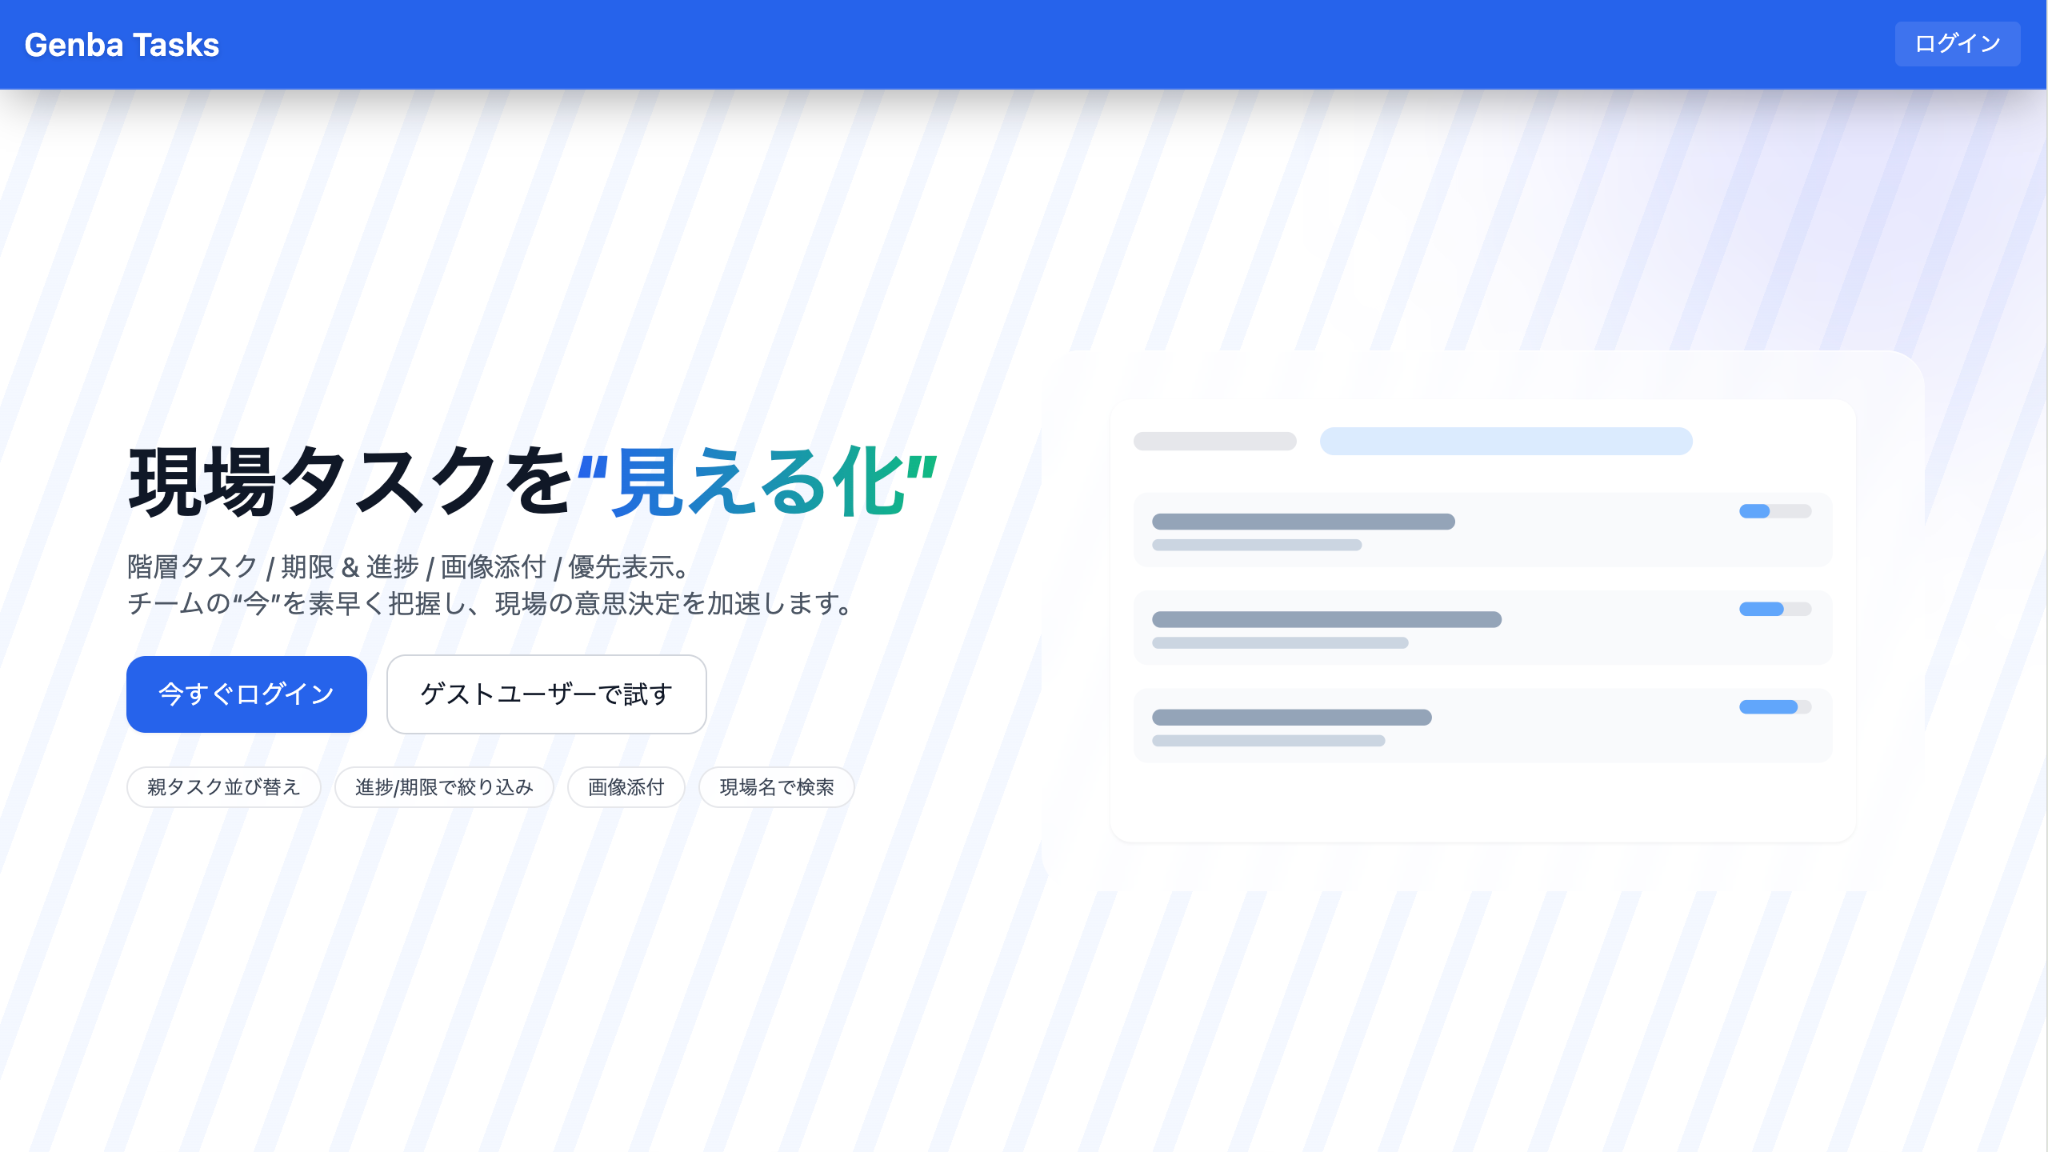 Genba Tasks
ログイン
現場タスクを“見える化”
階層タスク / 期限 & 進捗 / 画像添付 / 優先表示。
チームの“今”を素早く把握し、現場の意思決定を加速します。
今すぐログイン
ゲストユーザーで試す
親タスク並び替え
進捗/期限で絞り込み
画像添付
現場名で検索